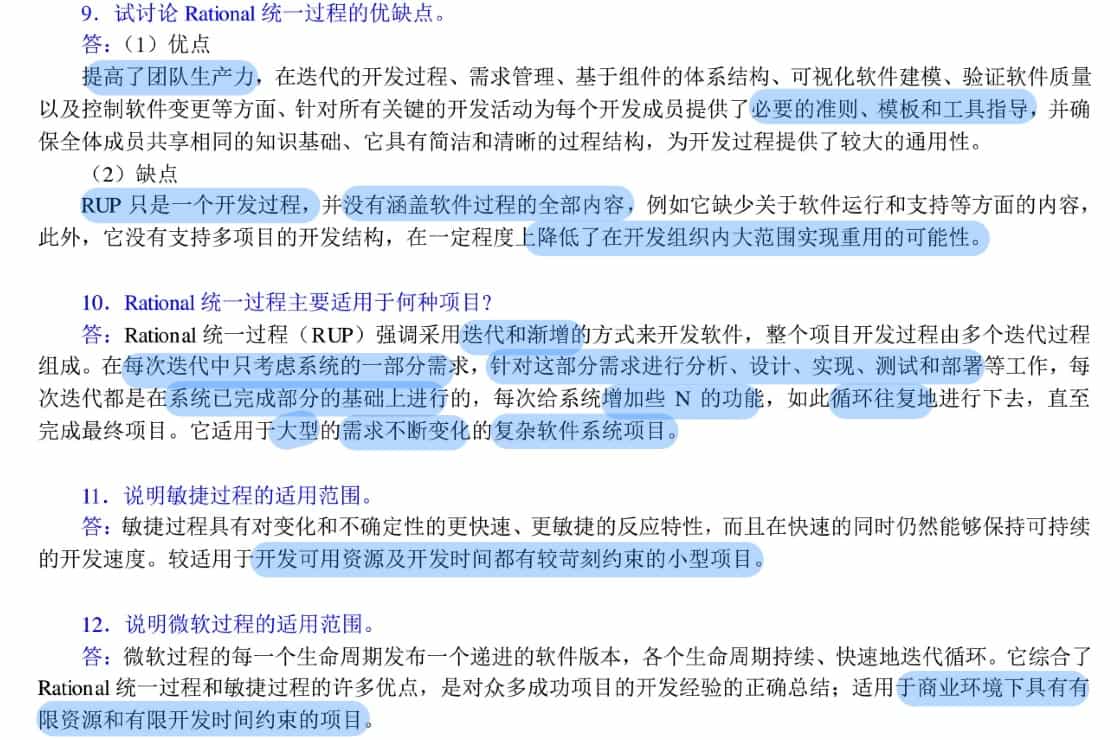 9．试讨论 Rational 统一过程的优缺点。
答：（1）优点
提高了团队生产力，在迭代的开发过程、需求管理、基于组件的体系结构、可视化软件建模、验证软件质量
以及控制软件变更等方面、针对所有关键的开发活动为每个开发成员提供了必要的准则、模板和工具指导，并确
保全体成员共享相同的知识基础、它具有简洁和清晰的过程结构，为开发过程提供了较大的通用性。
（2）缺点
RUP 只是一个开发过程，并没有涵盖软件过程的全部内容，例如它缺少关于软件运行和支持等方面的内容，
此外，它没有支持多项目的开发结构，在一定程度上降低了在开发组织内大范围实现重用的可能性。
10．Rational 统一过程主要适用于何种项目？
答：Rational 统一过程（RUP）强调采用迭代和渐增的方式来开发软件，整个项目开发过程由多个迭代过程
组成。在每次迭代中只考虑系统的一部分需求，针对这部分需求进行分析、设计、实现、测试和部署等工作，每
次迭代都是在系统已完成部分的基础上进行的，每次给系统增加些 N 的功能，如此循环往复地进行下去，直至
完成最终项目。它适用于大型的需求不断变化的复杂软件系统项目。
11．说明敏捷过程的适用范围。
答：敏捷过程具有对变化和不确定性的更快速、更敏捷的反应特性，而且在快速的同时仍然能够保持可持续
的开发速度。较适用于开发可用资源及开发时间都有较苛刻约束的小型项目。
12．说明微软过程的适用范围。
答：微软过程的每一个生命周期发布一个递进的软件版本，各个生命周期持续、快速地迭代循环。它综合了
Rational 统一过程和敏捷过程的许多优点，是对众多成功项目的开发经验的正确总结；适用于商业环境下具有有
限资源和有限开发时间约束的项目。